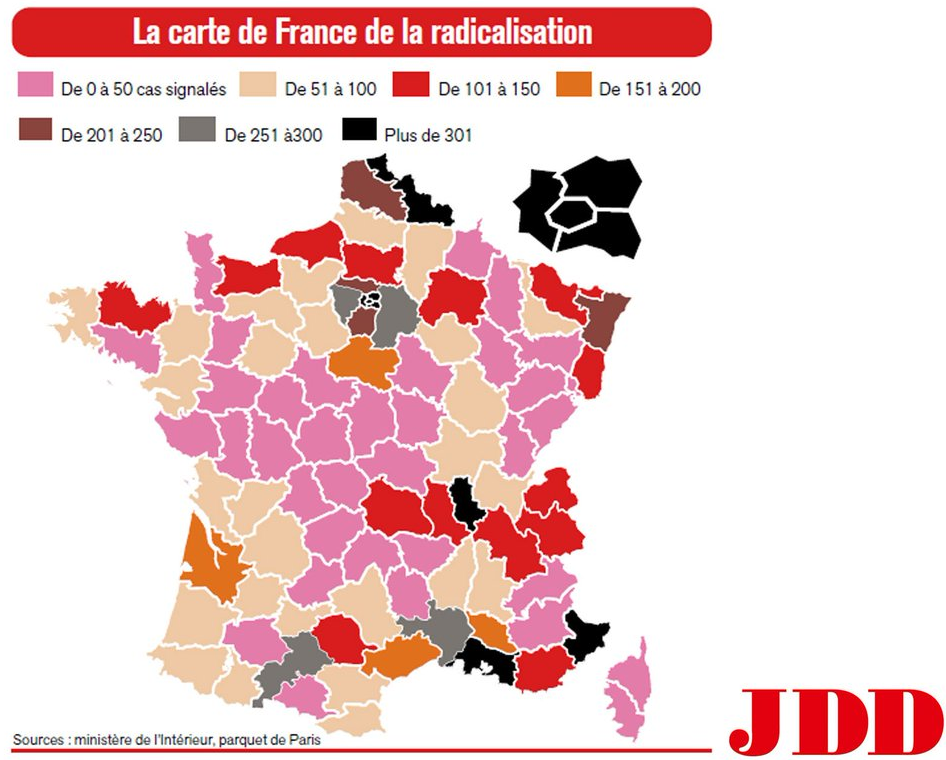 La carte de France de la radicalisation
De 0 à 50 cas signalés De 51 à 100 De 101 à 150 De 151 à 200
De 201 à 250 De 251 à300 Plus de 301
Sources : ministère de l'Intérieur, parquet de Paris
JDD